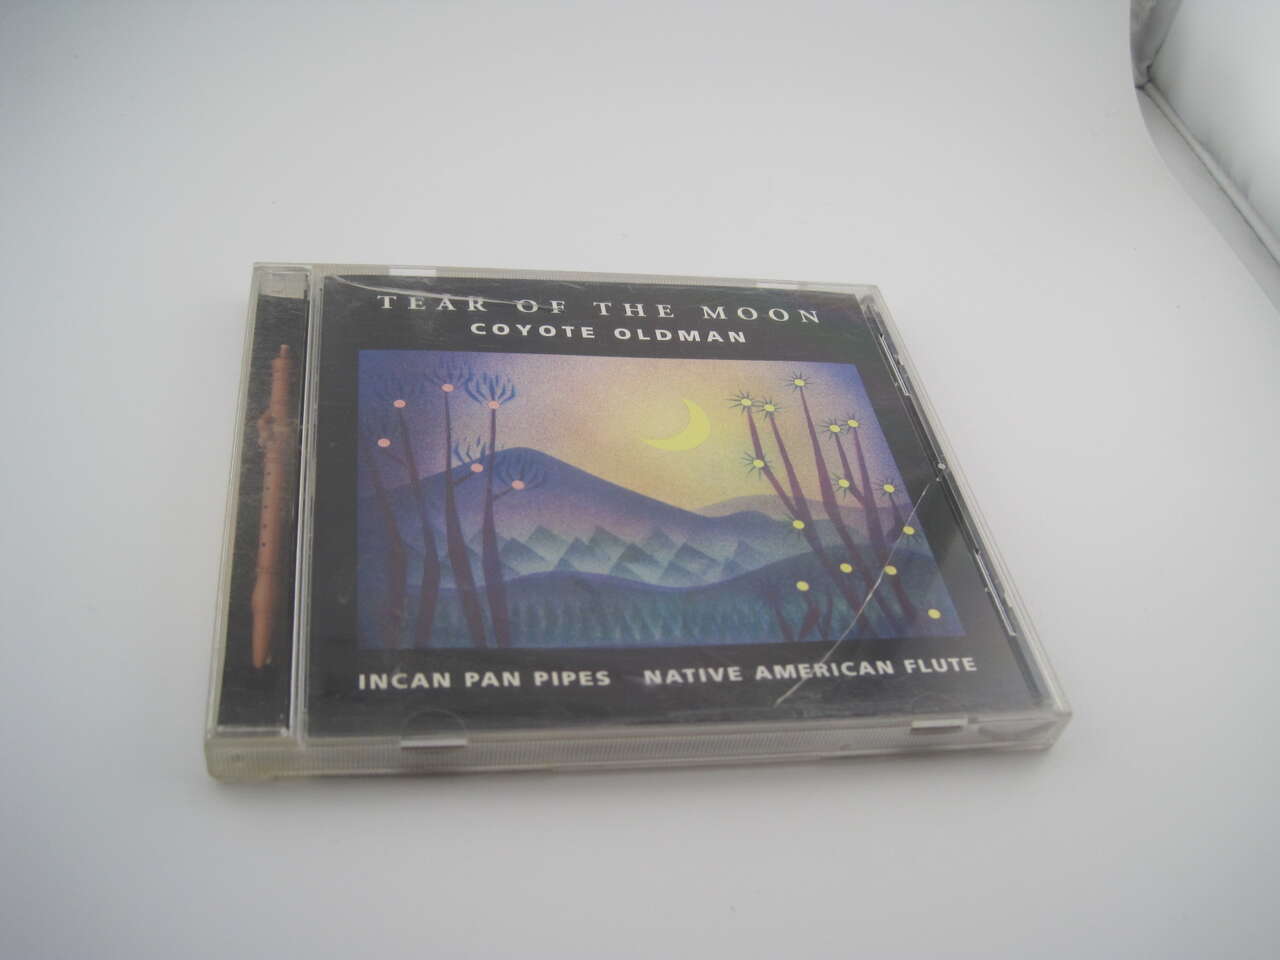 TEAR OF THE MOON
COYOTE OLDMAN
INCAN PAN PIPES NATIVE AMERICAN FLUTE